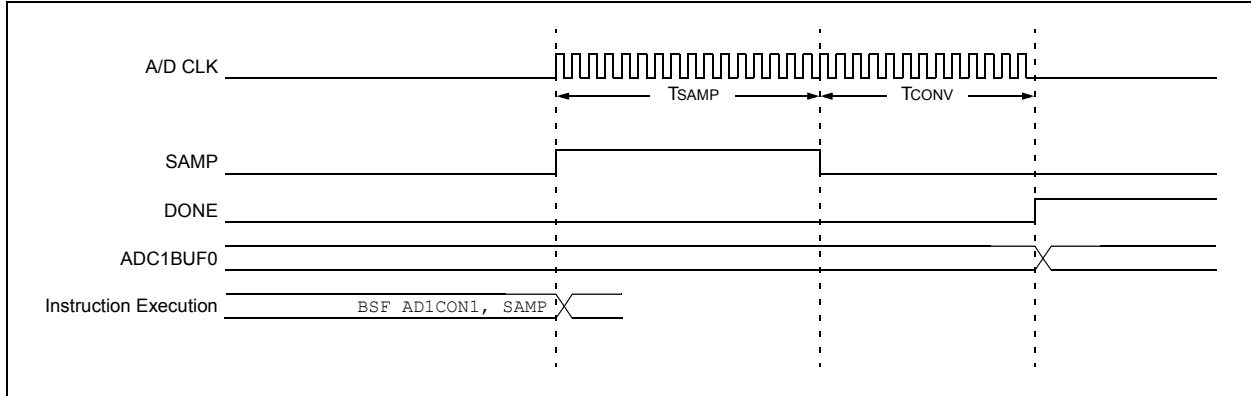 A/D CLK
TSAMP
TCONV
SAMP
DONE
ADC1BUF0
Instruction Execution
BSF AD1CON1, SAMP